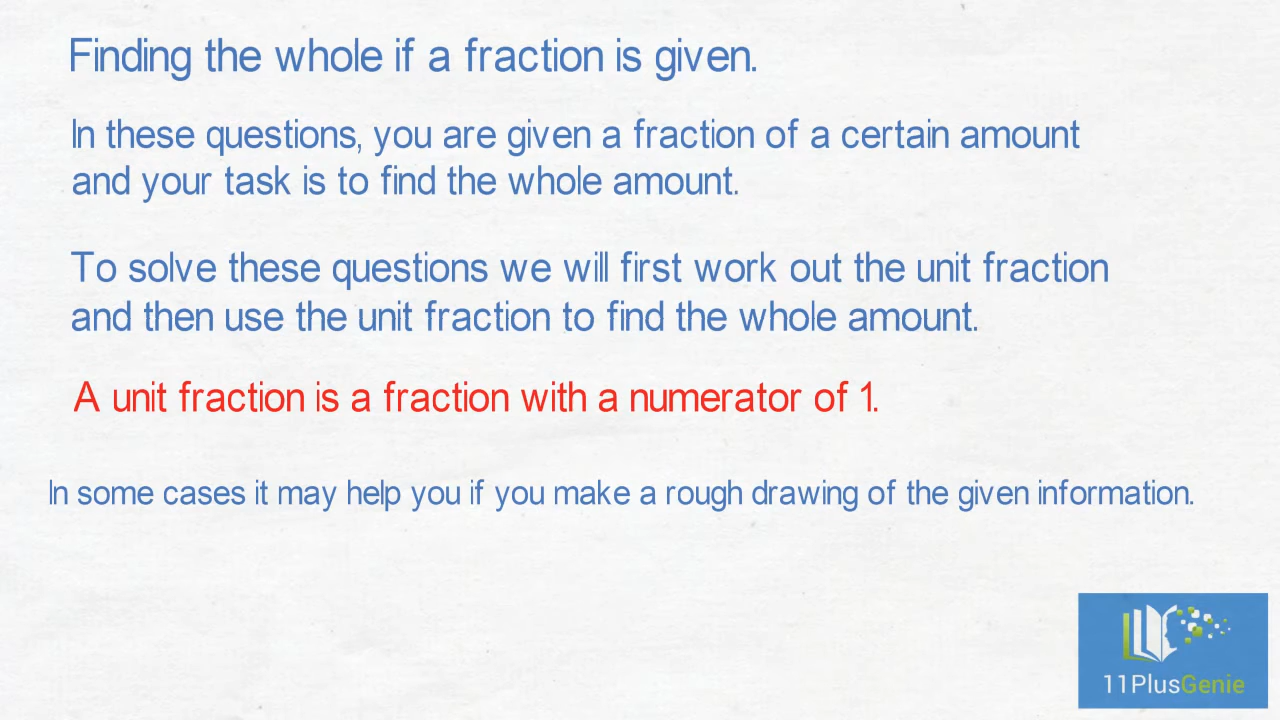 Finding the whole if a fraction is given.
In these questions, you are given a fraction of a certain amount
and your task is to find the whole amount.
To solve these questions we will first work out the unit fraction
and then use the unit fraction to find the whole amount.
A unit fraction is a fraction with a numerator of 1.
In some cases it may help you if you make a rough drawing of the given information.
11PlusGenie